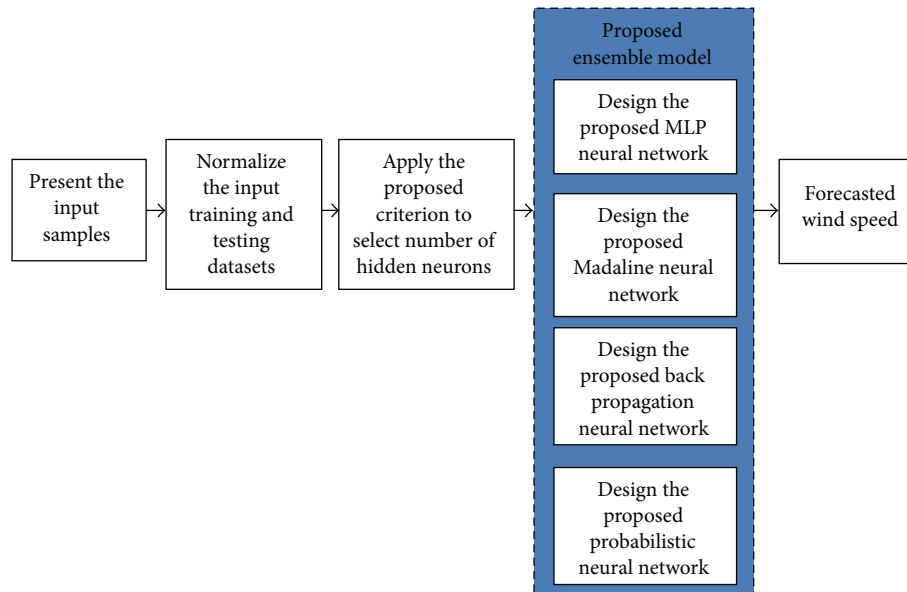 Present the
input
samples
Normalize
the input
training and
testing
datasets
Apply the
proposed
criterion to
select number of
hidden neurons
Proposed
ensemble model
Design the
proposed MLP
neural network
Design the
proposed
Madaline neural
network
Design the
proposed back
propagation
neural network
Design the
proposed
probabilistic
neural network
Forecasted
wind speed